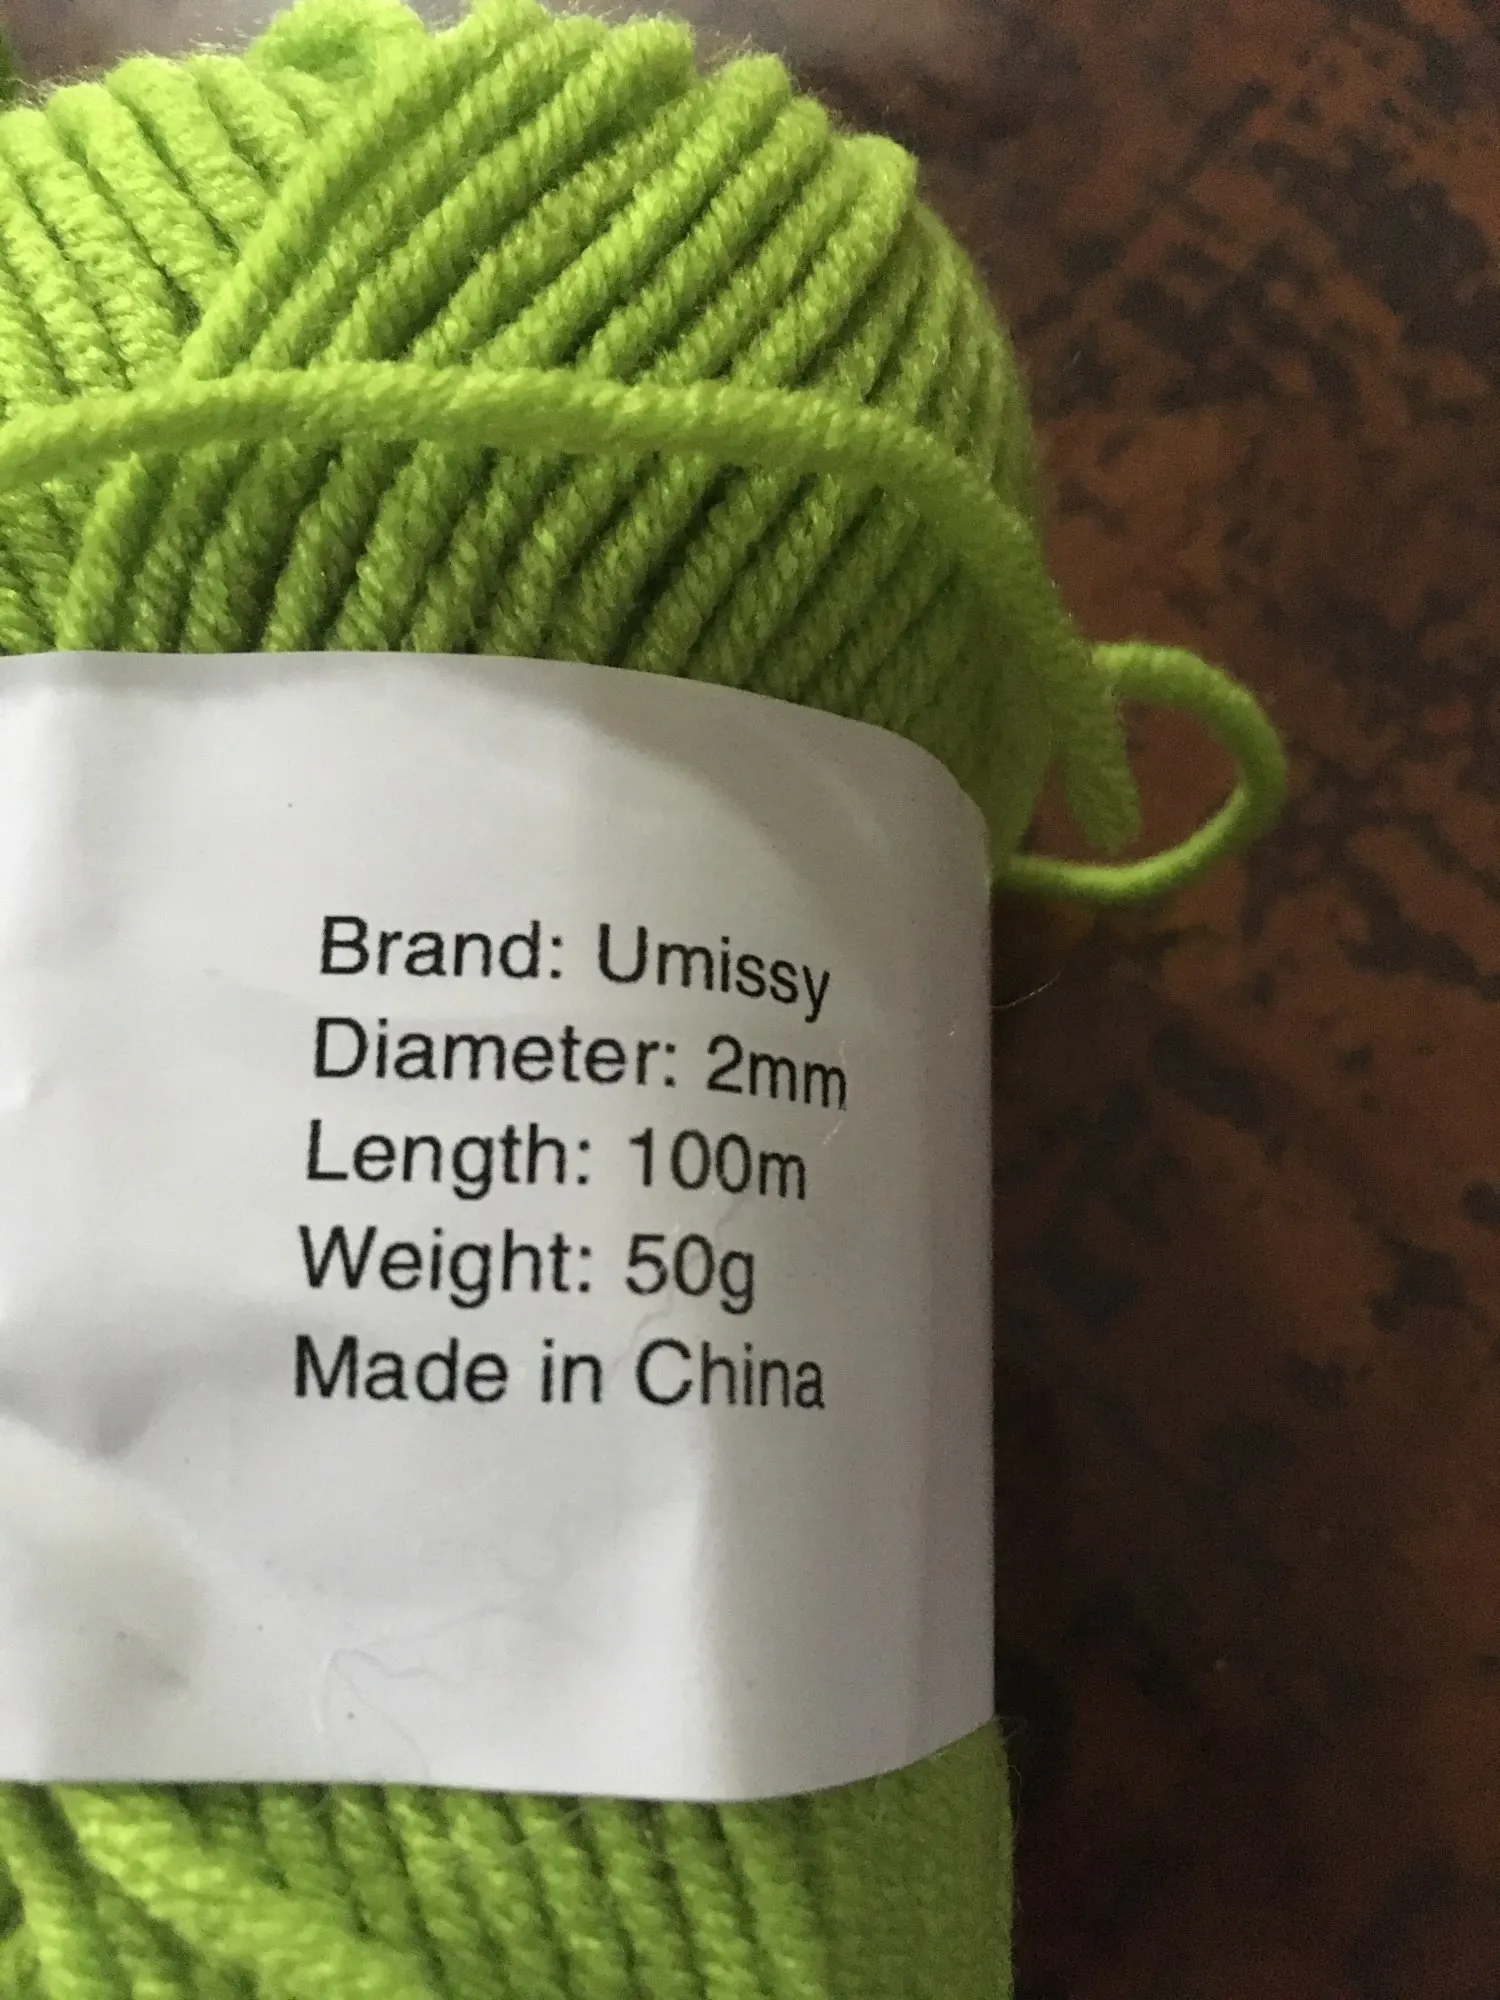 Brand: Umissy
Diameter: 2mm
Length: 100m
Weight: 50g
Made in China